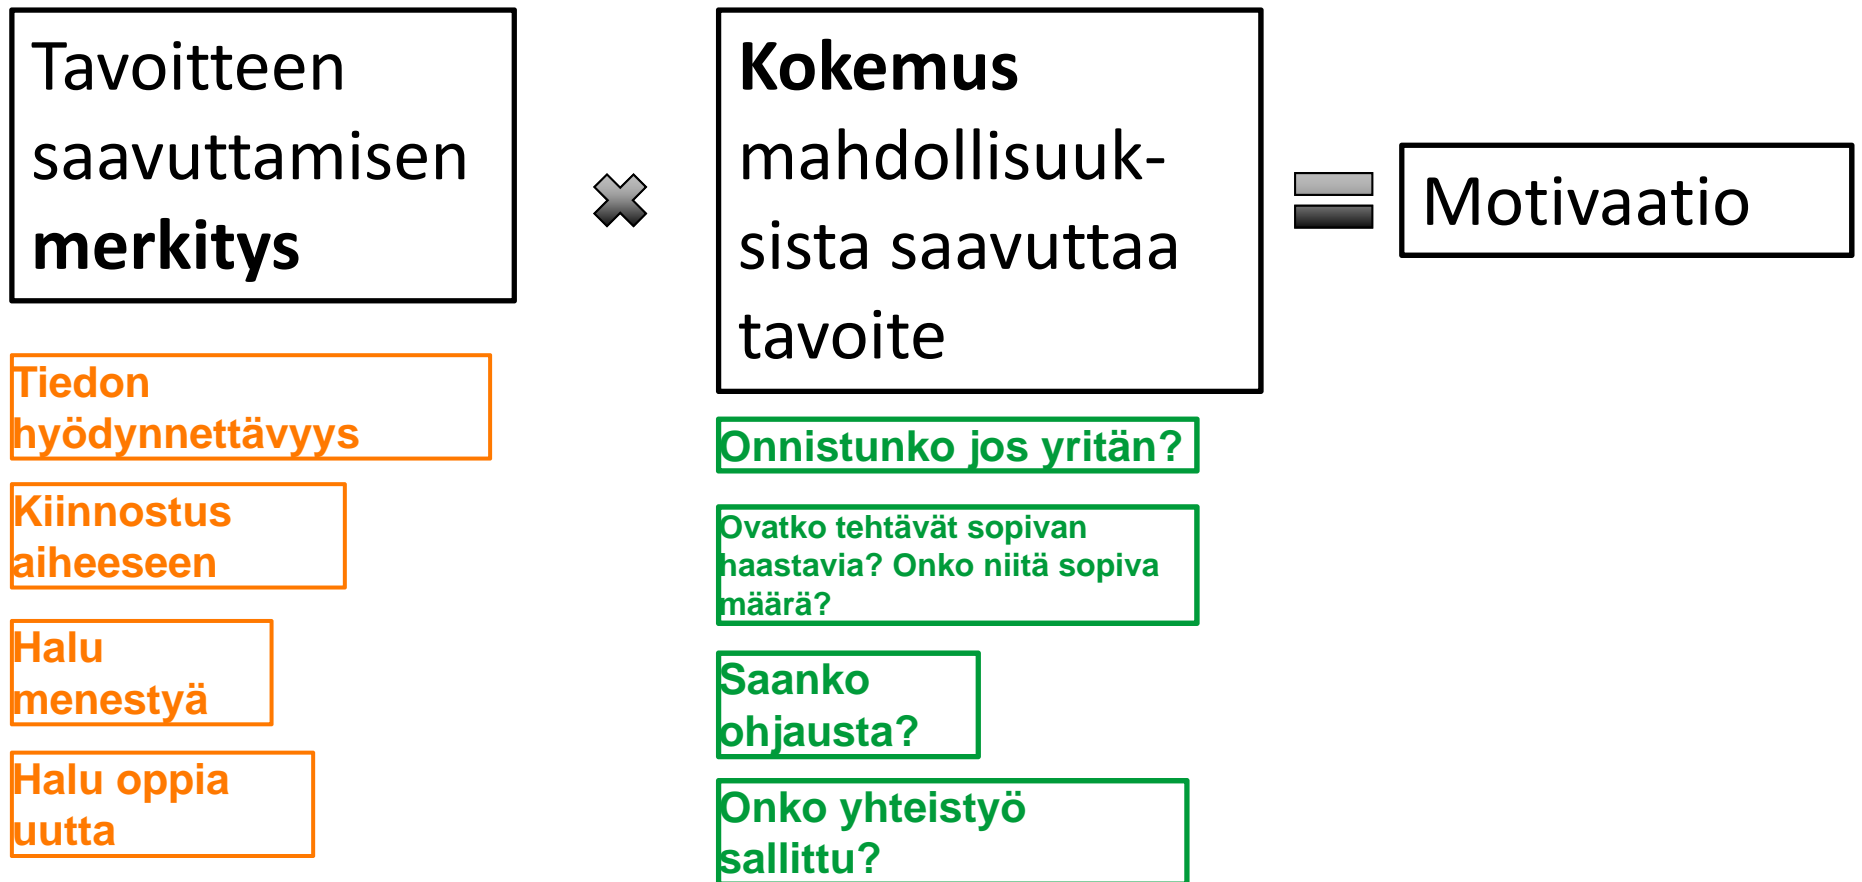 Tavoitteen
saavuttamisen
merkitys
Kokemus
mahdollisuuk-
sista saavuttaa
tavoite
Motivaatio
Tiedon
hyödynnettävyys
Kiinnostus
aiheeseen
Halu
menestyä
Halu oppia
uutta
Onnistunko jos yritän?
Ovatko tehtävät sopivan
haastavia? Onko niitä sopiva
määrä?
Saanko
ohjausta?
Onko yhteistyö
sallittu?